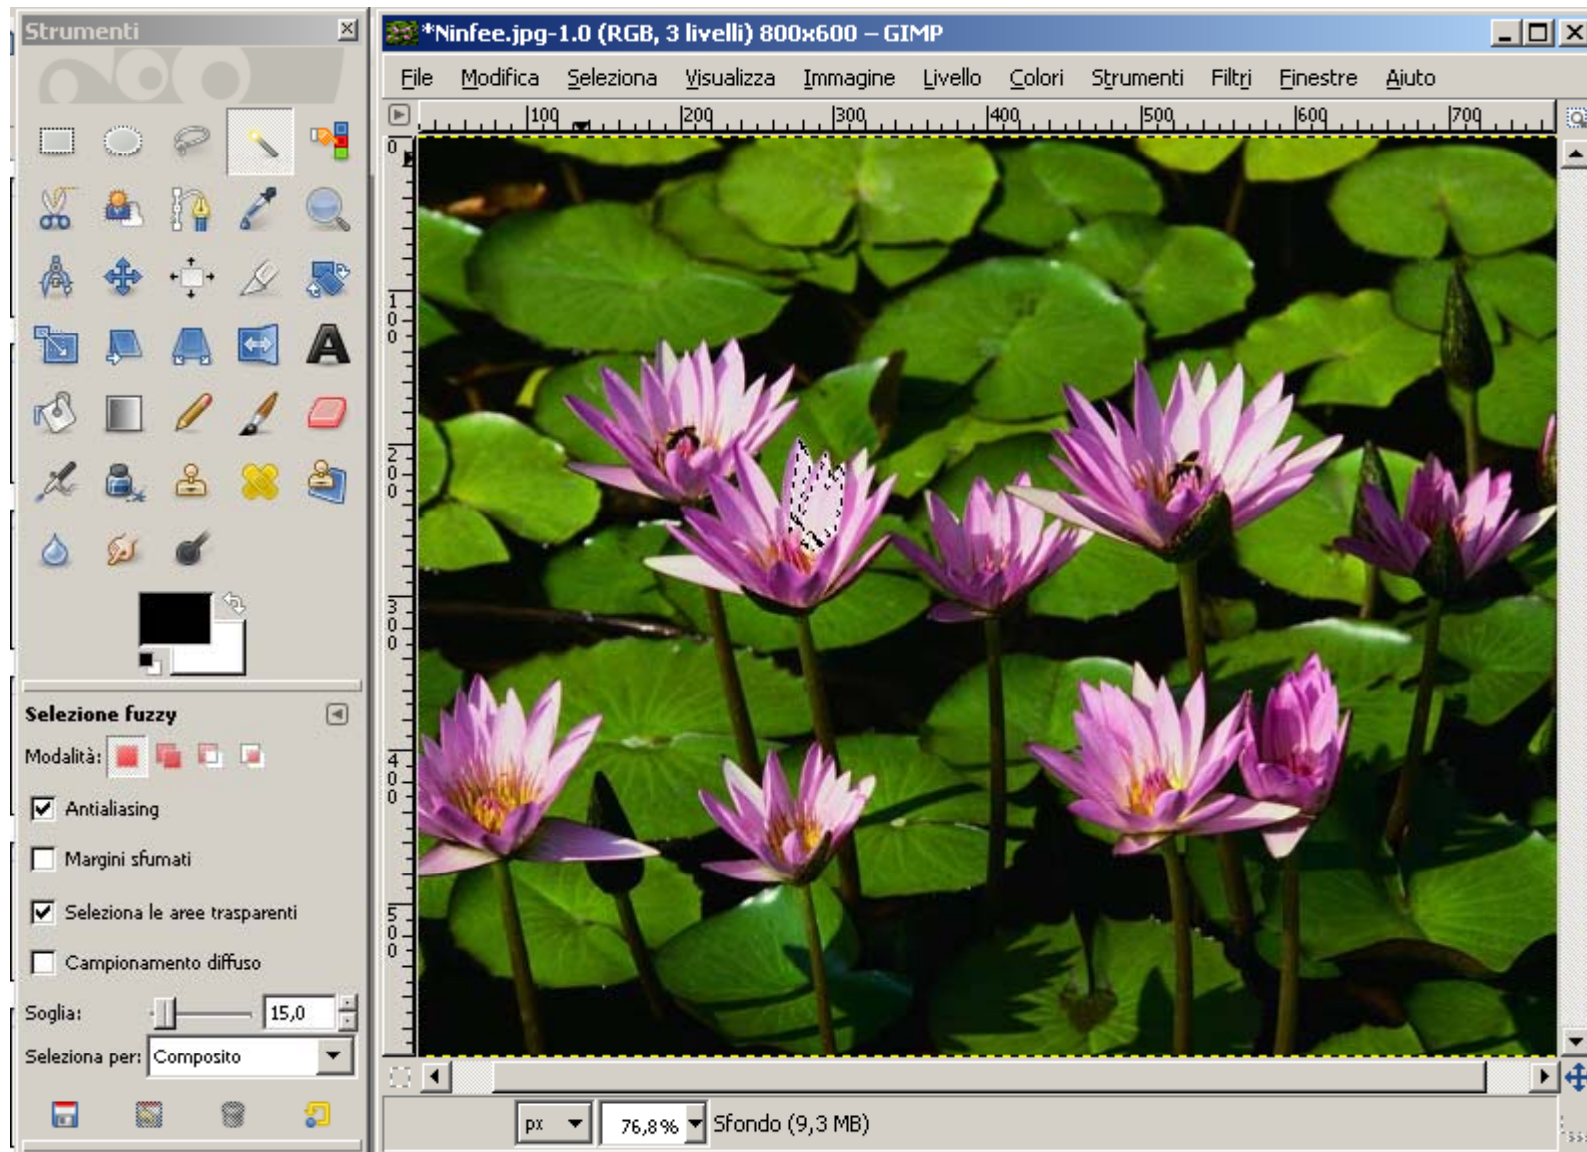 Strumenti
*Ninfee.jpg-1.0 (RGB, 3 livelli) 800x600 – GIMP
File Modifica Seleziona Visualizza Immagine Livello Colori Strumenti Filtri Finestre Aiuto
100 200 300 400 500 600 700
0
100
200
300
400
500
Selezione fuzzy
Modalità:
Antialiasing
Margini sfumati
Seleziona le aree trasparenti
Campionamento diffuso
Soglia: 15,0
Seleziona per: Composito
px 76,8% Sfondo (9,3 MB)